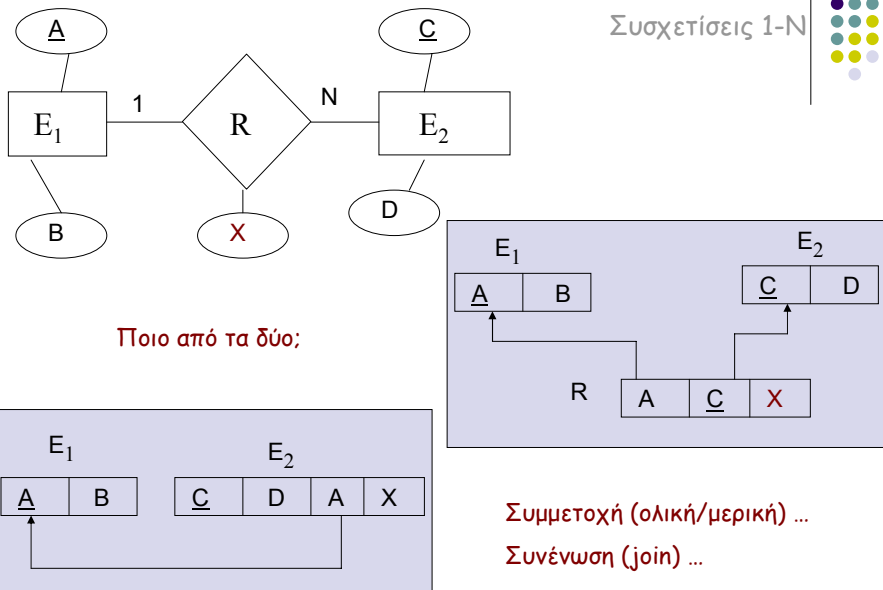 Συσχετίσεις 1-N
A
C
E1
1
R
N
E2
B
X
D
E1
E2
A B
C D
Ποιο από τα δύο;
R A C X
E1
E2
A B
C D A X
Συμμετοχή (ολική/μερική) ...
Συνένωση (join) ...